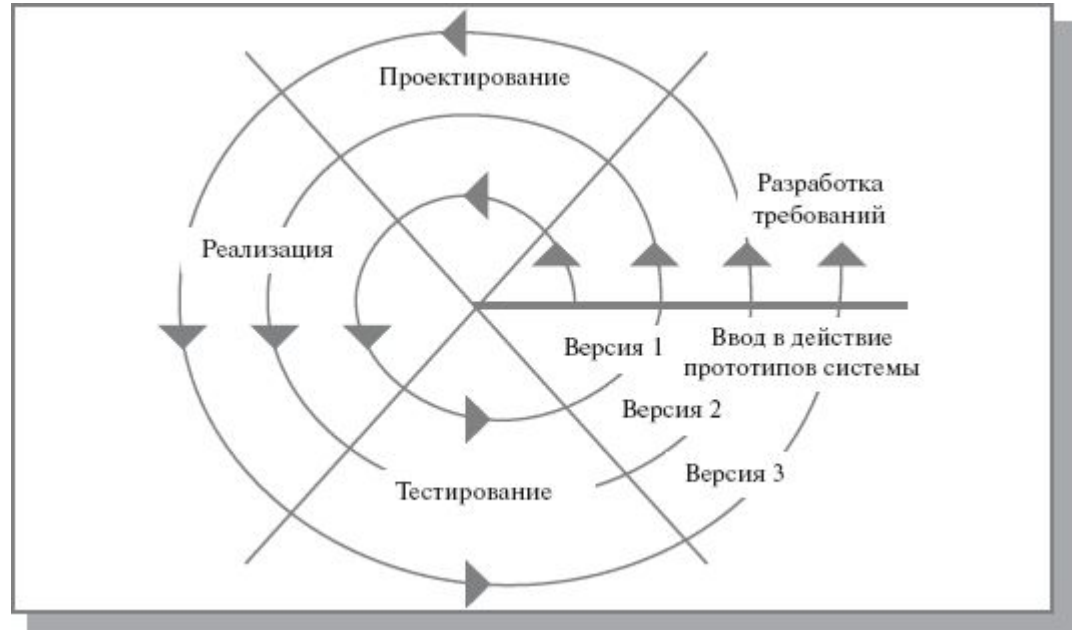 Проектирование
Разработка
требований
Реализация
Версия 1
Ввод в действие
прототипов системы
Версия 2
Версия 3
Тестирование